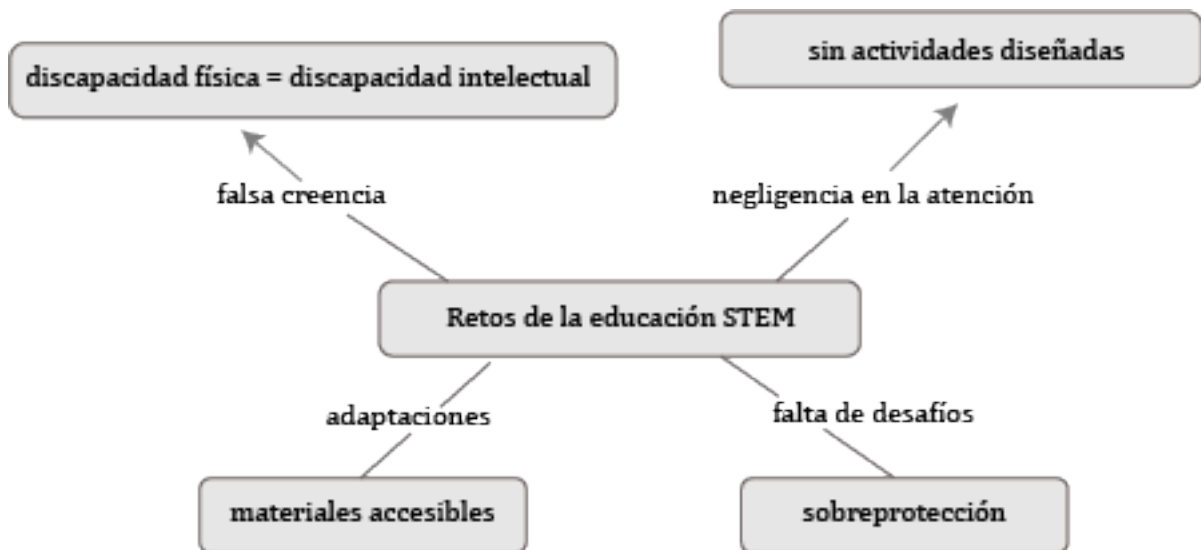 sin actividades diseñadas
discapacidad física = discapacidad intelectual
falsa creencia
negligencia en la atención
Retos de la educación STEM
adaptaciones
falta de desafíos
materiales accesibles
sobreprotección